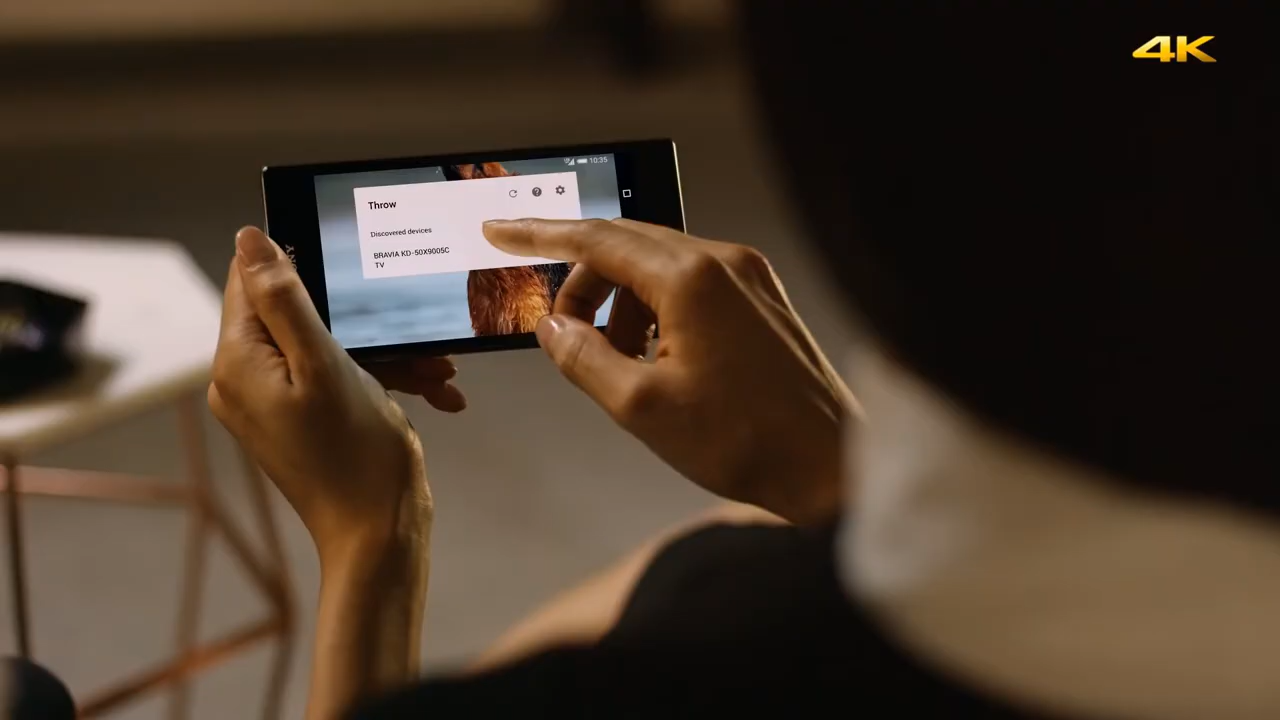 4K
10:35
Throw
Discovered devices
BRAVIA KD-50X9005C
TV